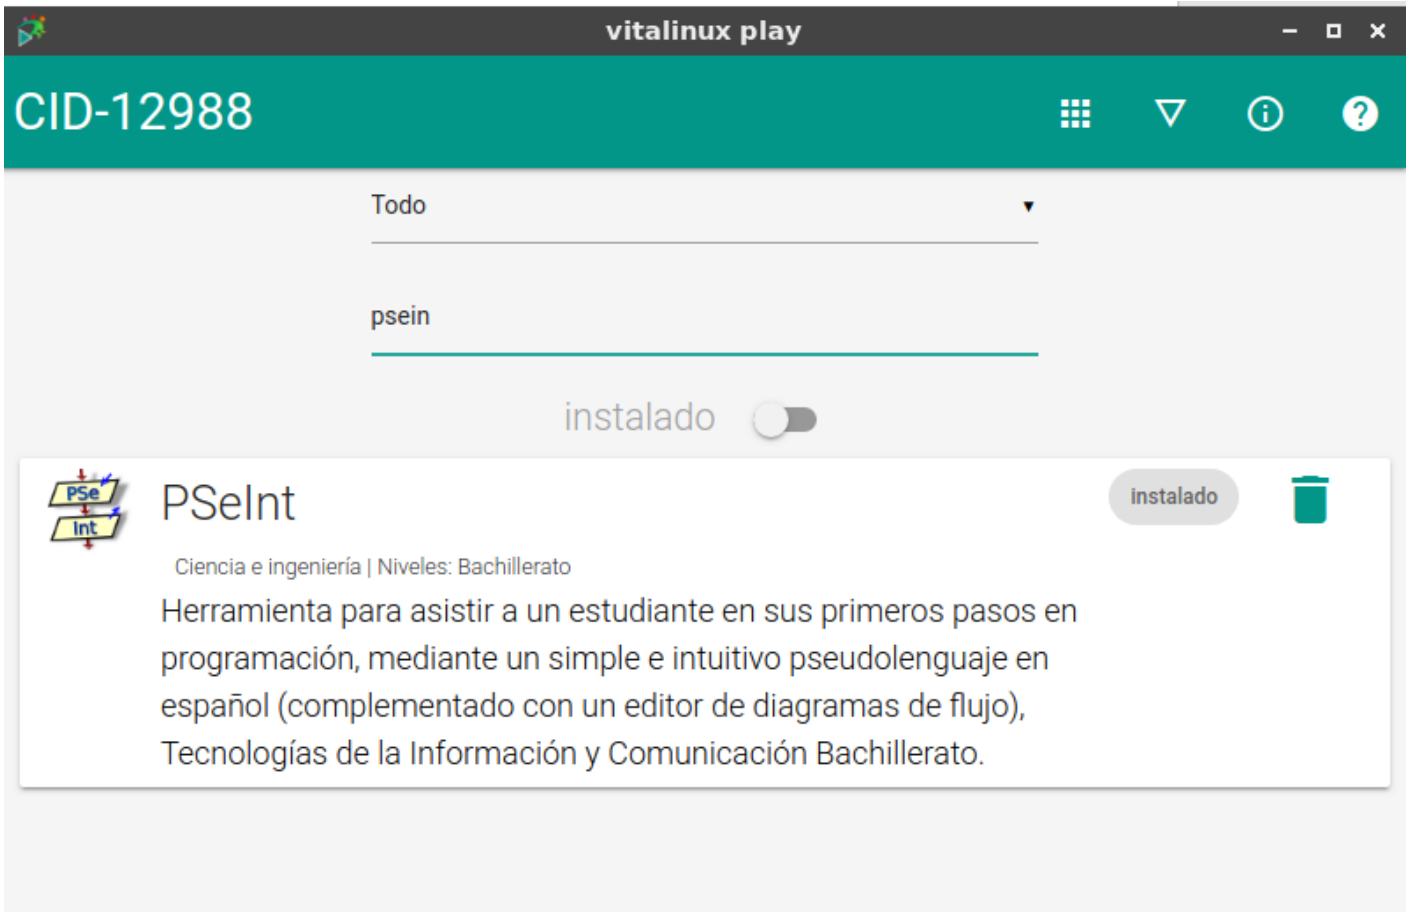 vitalinux play
CID-12988
Todo
psein
instalado
PSe
Int
PSeInt
instalado
Ciencia e ingeniería | Niveles: Bachillerato
Herramienta para asistir a un estudiante en sus primeros pasos en
programación, mediante un simple e intuitivo pseudolenguaje en
español (complementado con un editor de diagramas de flujo),
Tecnologías de la Información y Comunicación Bachillerato.